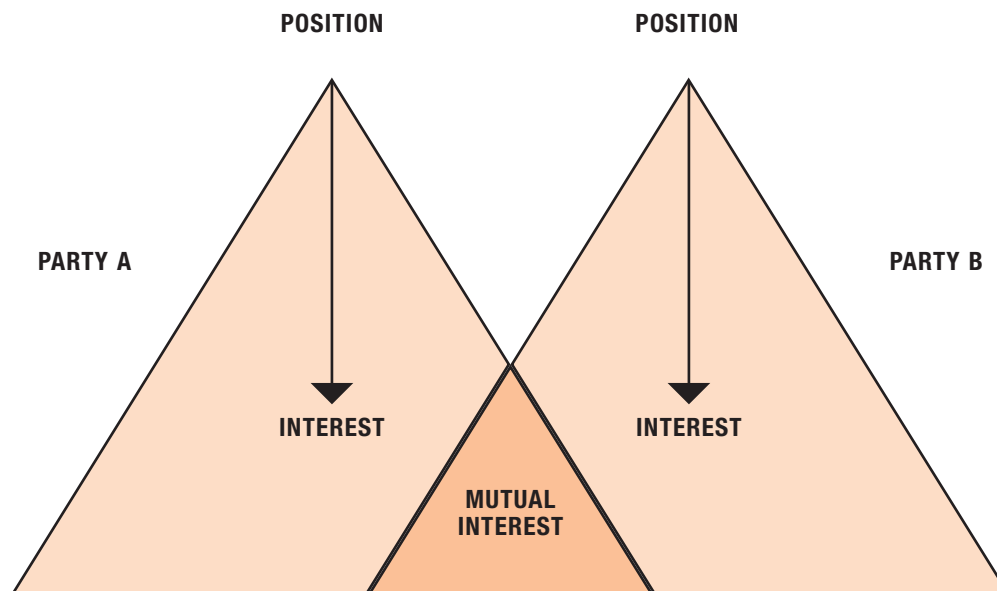 POSITION
POSITION
PARTY A
PARTY B
INTEREST
INTEREST
MUTUAL
INTEREST